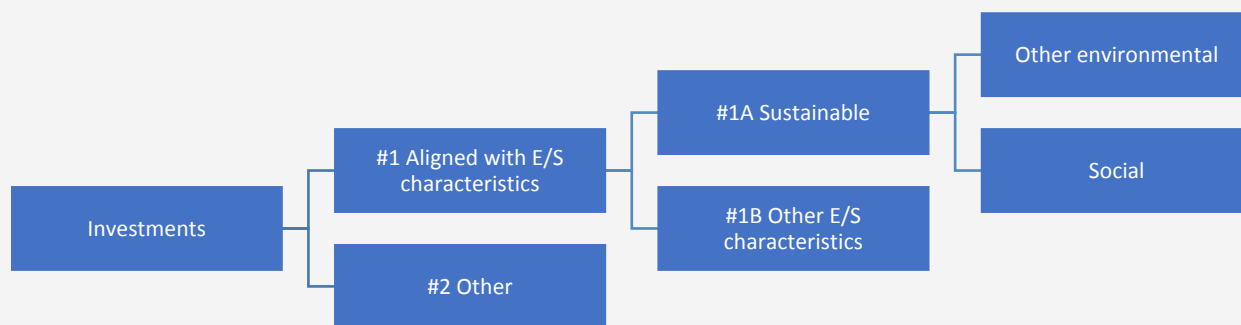 Investments
#1 Aligned with E/S
characteristics
#2 Other
#1A Sustainable
#1B Other E/S
characteristics
Other environmental
Social